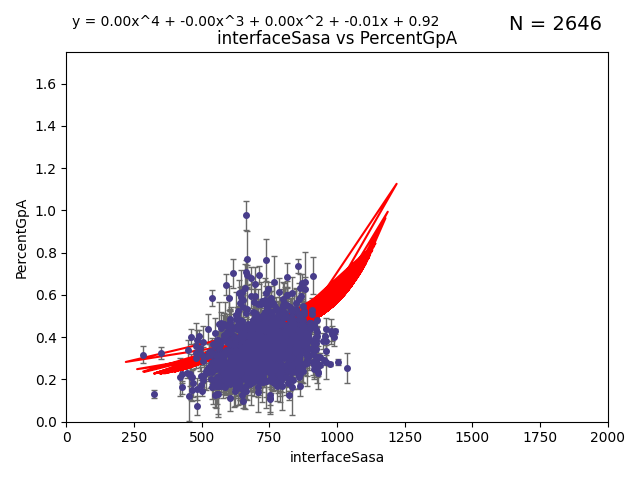 y = 0.00x^4 + -0.00x^3 + 0.00x^2 + -0.01x + 0.92
N = 2646
interfaceSasa vs PercentGpA
PercentGpA
1.6
1.4
1.2
1.0
0.8
0.6
0.4
0.2
0.0
0 250 500 750 1000 1250 1500 1750 2000
interfaceSasa